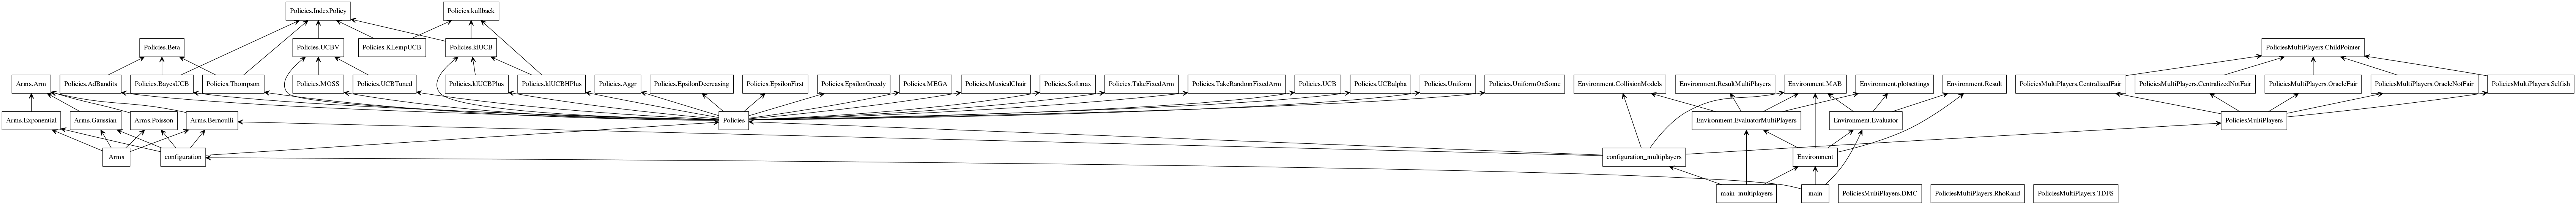 Policies.IndexPolicy
Policies.kullback
Policies.Beta
Policies.UCBV
Policies.KLempUCB
Policies.klUCB
PoliciesMultiPlayers.ChildPointer
Arms.Arm
Policies.AdBandits
Policies.BayesUCB
Policies.Thompson
Policies.MOSS
Policies.UCBTuned
Policies.klUCBPlus
Policies.klUCBHPlus
Policies.Aggr
Policies.EpsilonDecreasing
Policies.EpsilonFirst
Policies.EpsilonGreedy
Policies.MEGA
Policies.MusicalChair
Policies.Softmax
Policies.TakeFixedArm
Policies.TakeRandomFixedArm
Policies.UCB
Policies.UCBalpha
Policies.Uniform
Policies.UniformOnSome
Environment.CollisionModels
Environment.ResultMultiPlayers
Environment.MAB
Environment.plotsettings
Environment.Result
PoliciesMultiPlayers.CentralizedFair
PoliciesMultiPlayers.CentralizedNotFair
PoliciesMultiPlayers.OracleFair
PoliciesMultiPlayers.OracleNotFair
PoliciesMultiPlayers.Selfish
Arms.Exponential
Arms.Gaussian
Arms.Poisson
Arms.Bernoulli
Policies
Environment.EvaluatorMultiPlayers
Environment.Evaluator
PoliciesMultiPlayers
Arms
configuration
configuration_multiplayers
Environment
main_multiplayers
main
PoliciesMultiPlayers.DMC
PoliciesMultiPlayers.RhoRand
PoliciesMultiPlayers.TDFS